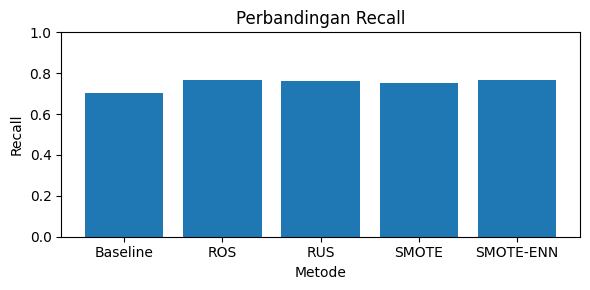 Perbandingan Recall
1.0
0.8
0.6
0.4
0.2
0.0
Recall
Baseline ROS RUS SMOTE SMOTE-ENN
Metode